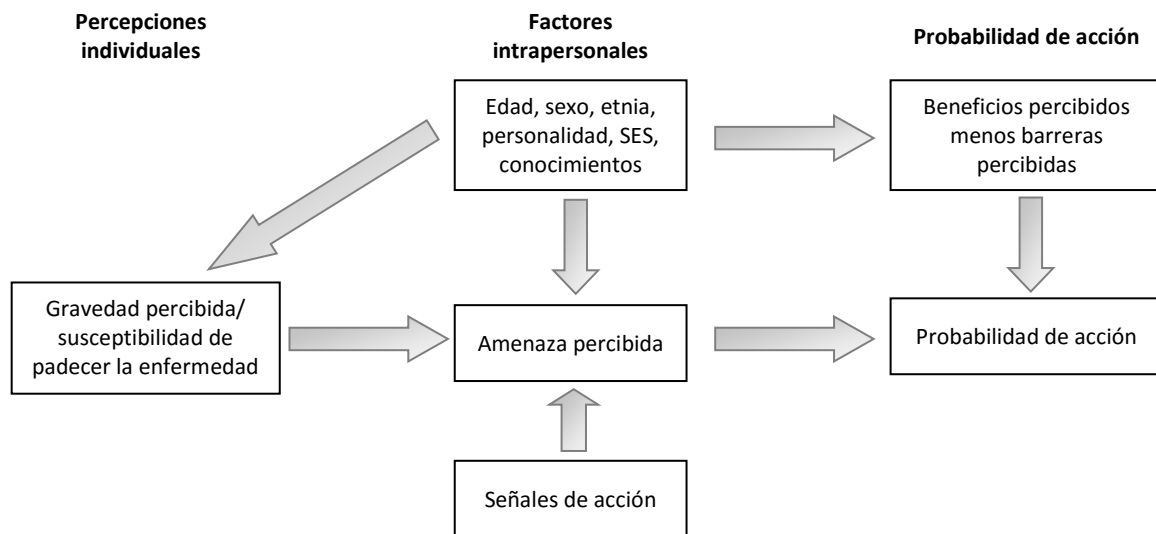 Percepciones
individuales
Factores
intrapersonales
Probabilidad de acción
Edad, sexo, etnia,
personalidad, SES,
conocimientos
Beneficios percibidos
menos barreras
percibidas
Gravedad percibida/
susceptibilidad de
padecer la enfermedad
Amenaza percibida
Probabilidad de acción
Señales de acción